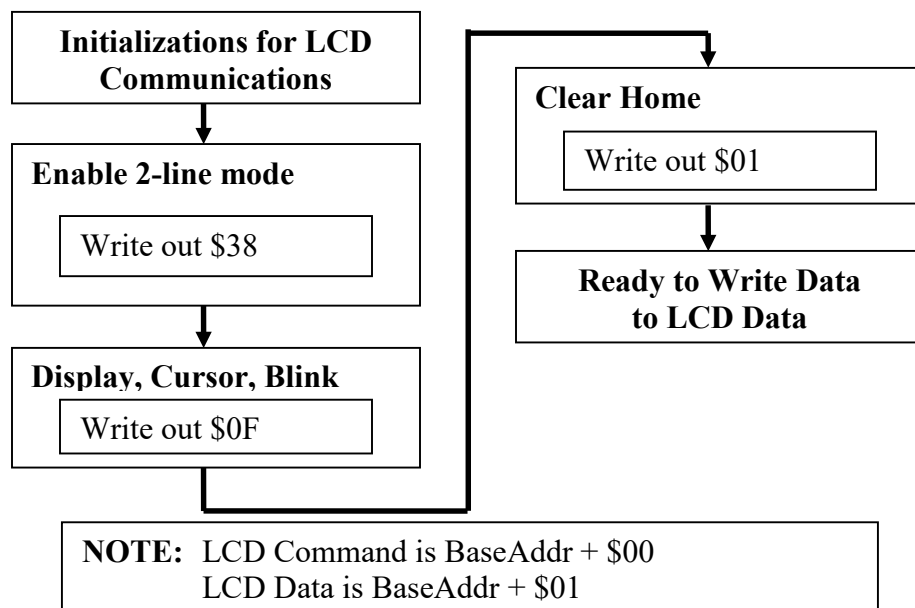 Initializations for LCD
Communications
Enable 2-line mode
Write out $38
Display, Cursor, Blink
Write out $0F
Clear Home
Write out $01
Ready to Write Data
to LCD Data
NOTE: LCD Command is BaseAddr + $00
LCD Data is BaseAddr + $01